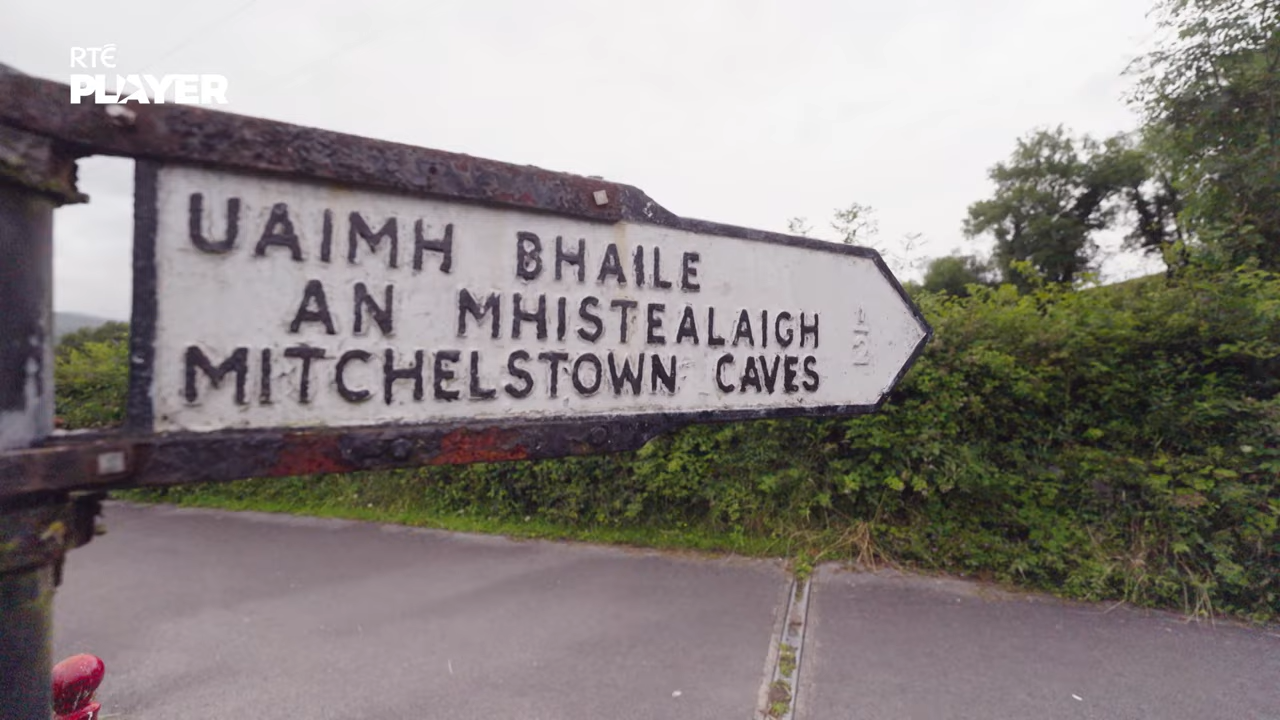 RTÉ
PLAYER
UAIMH BHAILE
AN MHISTEALAIGH
MITCHELSTOWN CAVES